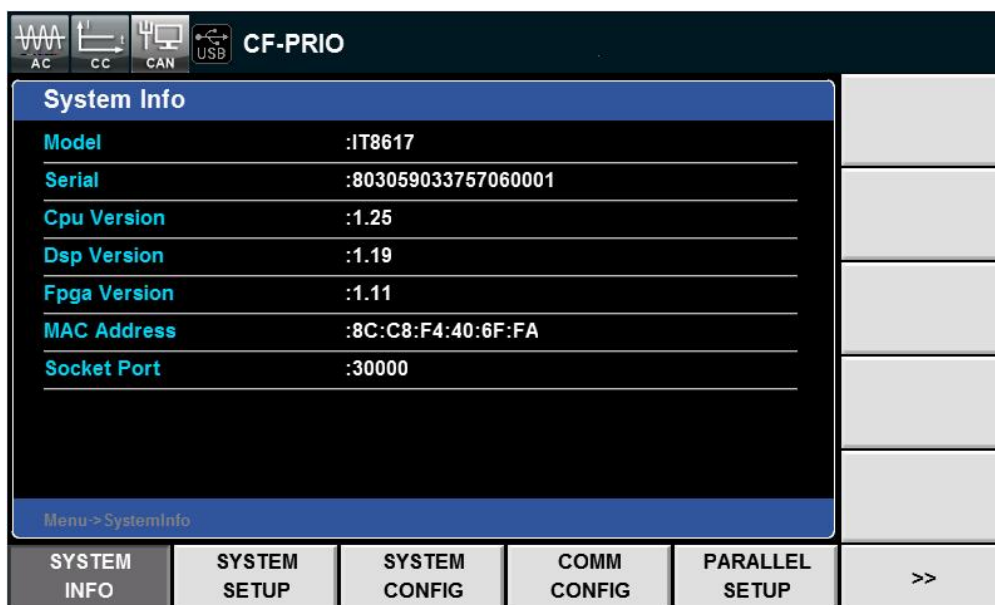 AC CC CAN USB CF-PRIO
System Info
Model :IT8617
Serial :803059033757060001
Cpu Version :1.25
Dsp Version :1.19
Fpga Version :1.11
MAC Address :8C:C8:F4:40:6F:FA
Socket Port :30000
Menu->SystemInfo
SYSTEM INFO
SYSTEM SETUP
SYSTEM CONFIG
COMM CONFIG
PARALLEL SETUP
>>